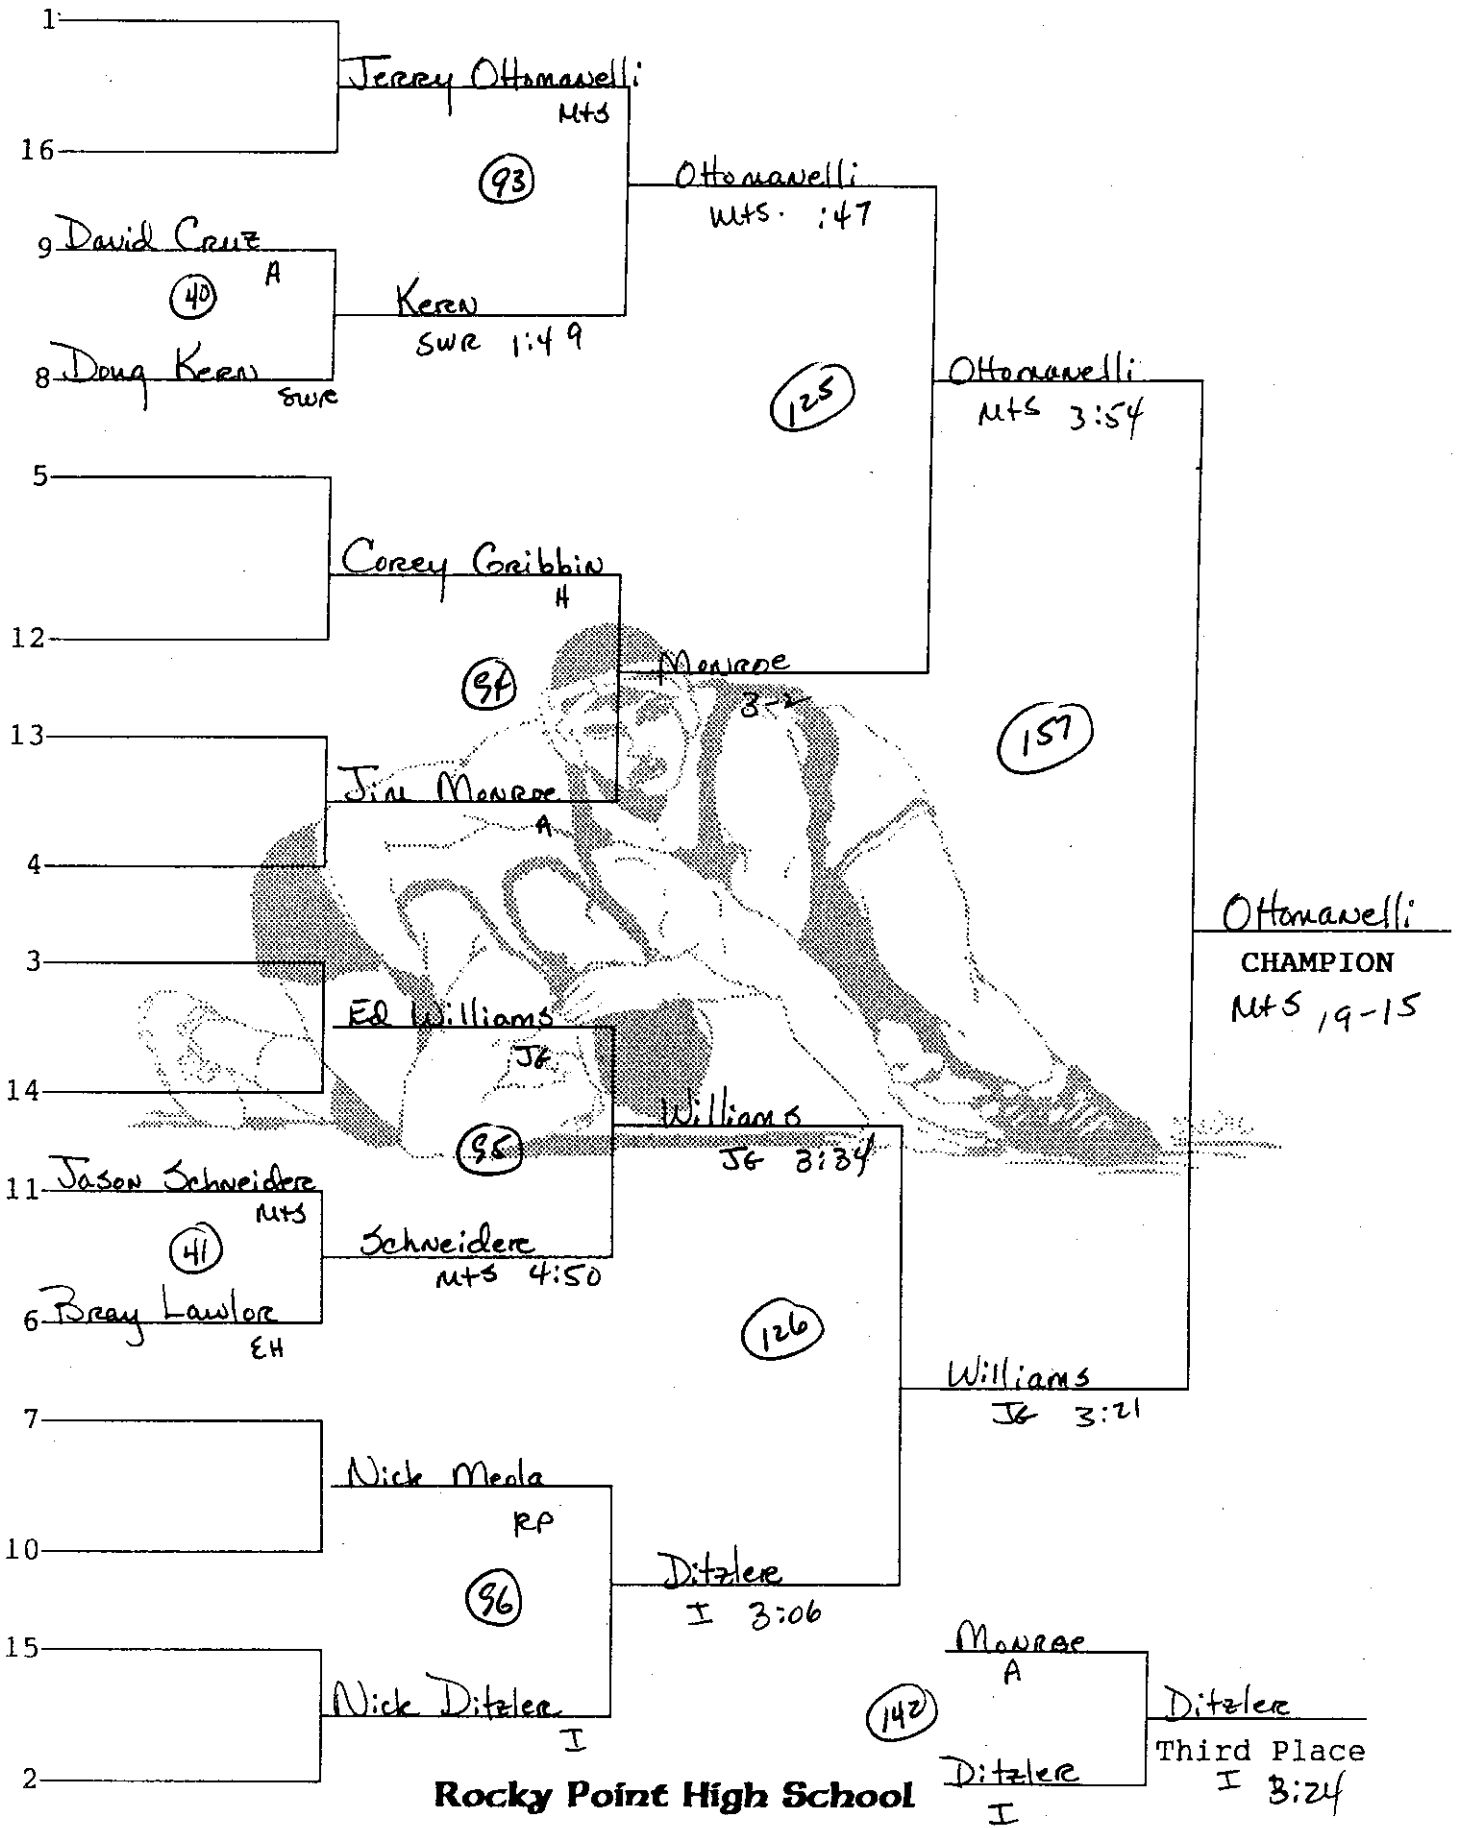 1
Jerry Ottomanelli
MtS
16
93
Ottomanelli
MtS. :47
9 David Cruz
A
40
Kern
SWR 1:49
8 Doug Kern
SWR
125
Ottomanelli
MtS 3:54
5
Corey Gribbin
H
12
94
Monroe
3-2
13
Jim Monroe
A
4
157
Ottomanelli
CHAMPION
MtS 19-15
3
Ed Williams
JG
14
95
Williams
JG 3:34
11 Jason Schneider
MtS
41
Schneider
MtS 4:50
6 Bray Lawlor
EH
126
Williams
JG 3:21
7
Nick Meola
RP
10
96
Ditzler
I 3:06
15
Nick Ditzler
I
2
Monroe
A
142
Ditzler
Third Place
I 3:24
Ditzler
I
Rocky Point High School